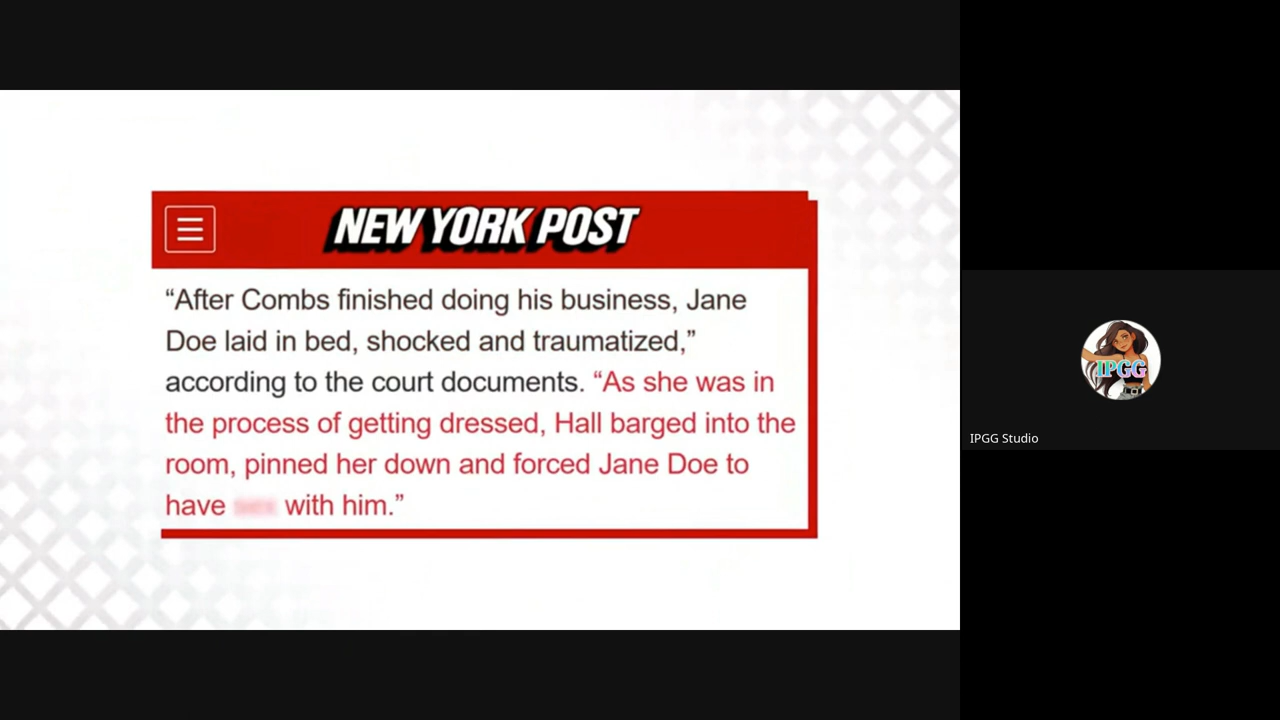 NEW YORK POST
“After Combs finished doing his business, Jane
Doe laid in bed, shocked and traumatized,”
according to the court documents. “As she was in
the process of getting dressed, Hall barged into the
room, pinned her down and forced Jane Doe to
have sex with him.”
IPGG
IPGG Studio